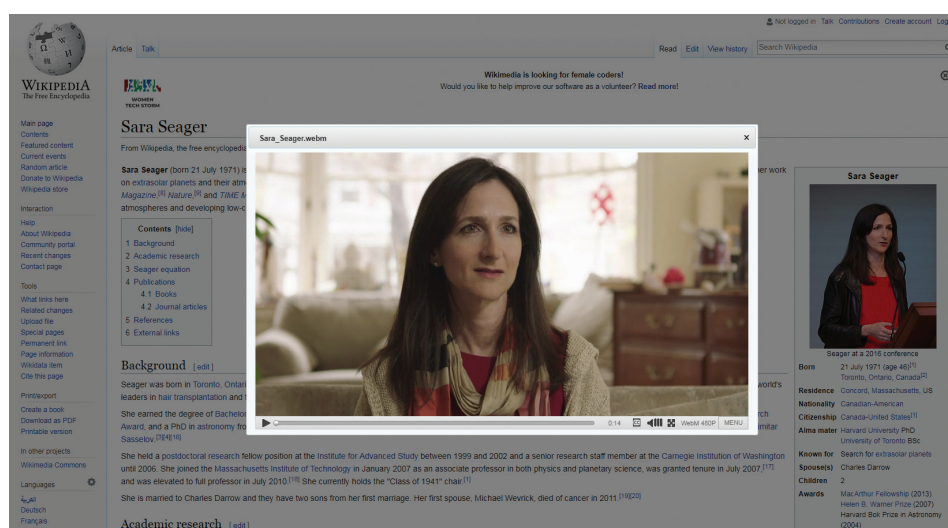 Not logged in Talk Contributions Create account Log
Article Talk
Read Edit View history Search Wikipedia
WIKIPEDIA
The Free Encyclopedia
WOMEN
TECH STORM
Wikimedia is looking for female coders!
Would you like to help improve our software as a volunteer? Read more!
Main page
Contents
Featured content
Current events
Random article
Donate to Wikipedia
Wikipedia store
Interaction
Help
About Wikipedia
Community portal
Recent changes
Contact page
Tools
What links here
Related changes
Upload file
Special pages
Permanent link
Page information
Wikidata item
Cite this page
Print/export
Create a book
Download as PDF
Printable version
In other projects
Wikimedia Commons
Languages
العربية
Deutsch
Français
Sara Seager
From Wikipedia, the free encyclopedia
Sara Seager (born 21 July 1971) is
her work
on extrasolar planets and their atm
Magazine,[8] Nature,[9] and TIME M
atmospheres and developing low-c
Contents [hide]
1 Background
2 Academic research
3 Seager equation
4 Publications
4.1 Books
4.2 Journal articles
5 References
6 External links
Sara_Seager.webm
0:14 CC WebM 480P MENU
Background [edit]
Seager was born in Toronto, Ontar
world's
leaders in hair transplantation and
She earned the degree of Bachelor
Award, and a PhD in astronomy fro
Sasselov.[3][4][16]
She held a postdoctoral research fellow position at the Institute for Advanced Study between 1999 and 2002 and a senior research staff member at the Carnegie Institution of Washington
until 2006. She joined the Massachusetts Institute of Technology in January 2007 as an associate professor in both physics and planetary science, was granted tenure in July 2007,[17]
and was elevated to full professor in July 2010.[18] She currently holds the "Class of 1941" chair.[1]
She is married to Charles Darrow and they have two sons from her first marriage. Her first spouse, Michael Wevrick, died of cancer in 2011.[19][20]
Academic research [edit]
Sara Seager
Seager at a 2016 conference
Born 21 July 1971 (age 46)[1]
Toronto, Ontario, Canada[2]
Residence Concord, Massachusetts, US
Nationality Canadian-American
Citizenship Canada-United States[1]
Alma mater Harvard University PhD
University of Toronto BSc
Known for Search for extrasolar planets
Spouse(s) Charles Darrow
Children 2
Awards MacArthur Fellowship (2013)
Helen B. Warner Prize (2007)
Harvard Bok Prize in Astronomy
(2004)